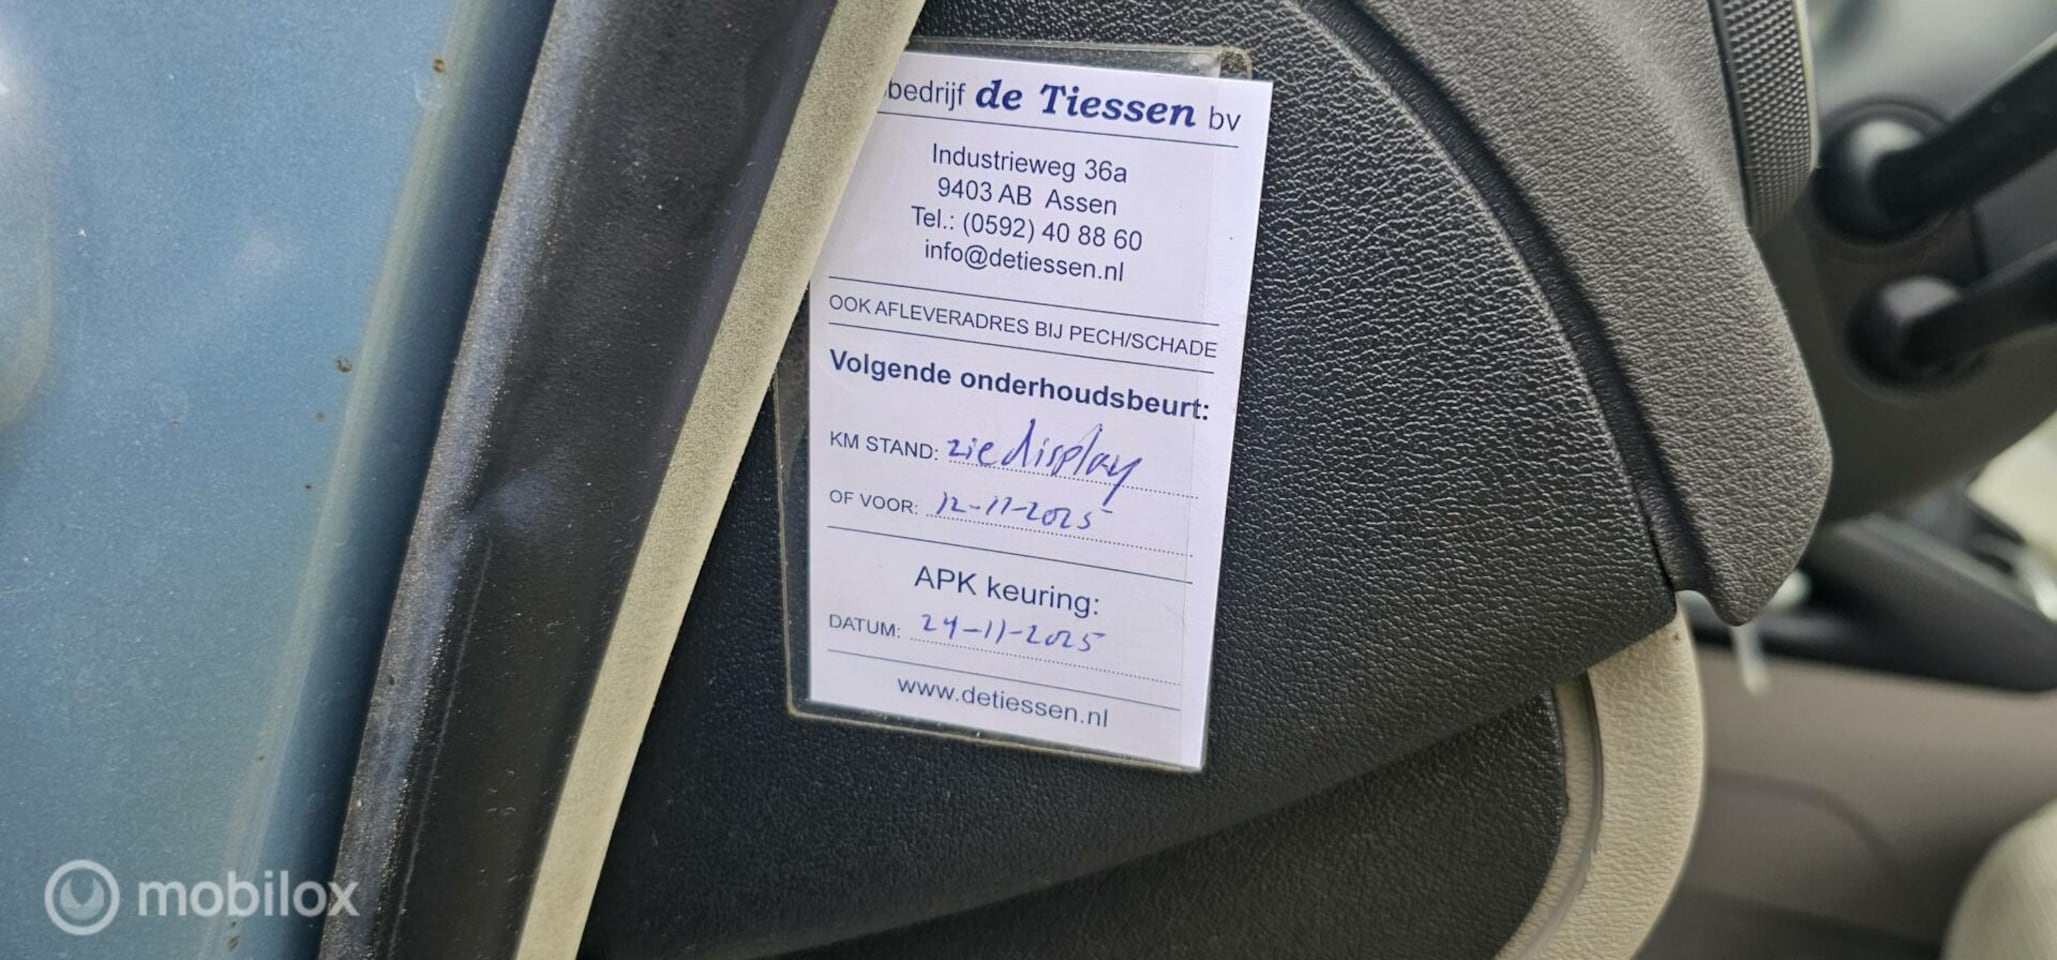 bedrijf de Tiessen bv
Industrieweg 36a
9403 AB Assen
Tel.: (0592) 40 88 60
info@detiessen.nl
OOK AFLEVERADRES BIJ PECH/SCHADE
Volgende onderhoudsbeurt:
KM STAND: zie display
OF VOOR: 12-11-2025
APK keuring:
DATUM: 24-11-2025
www.detiessen.nl
mobilox